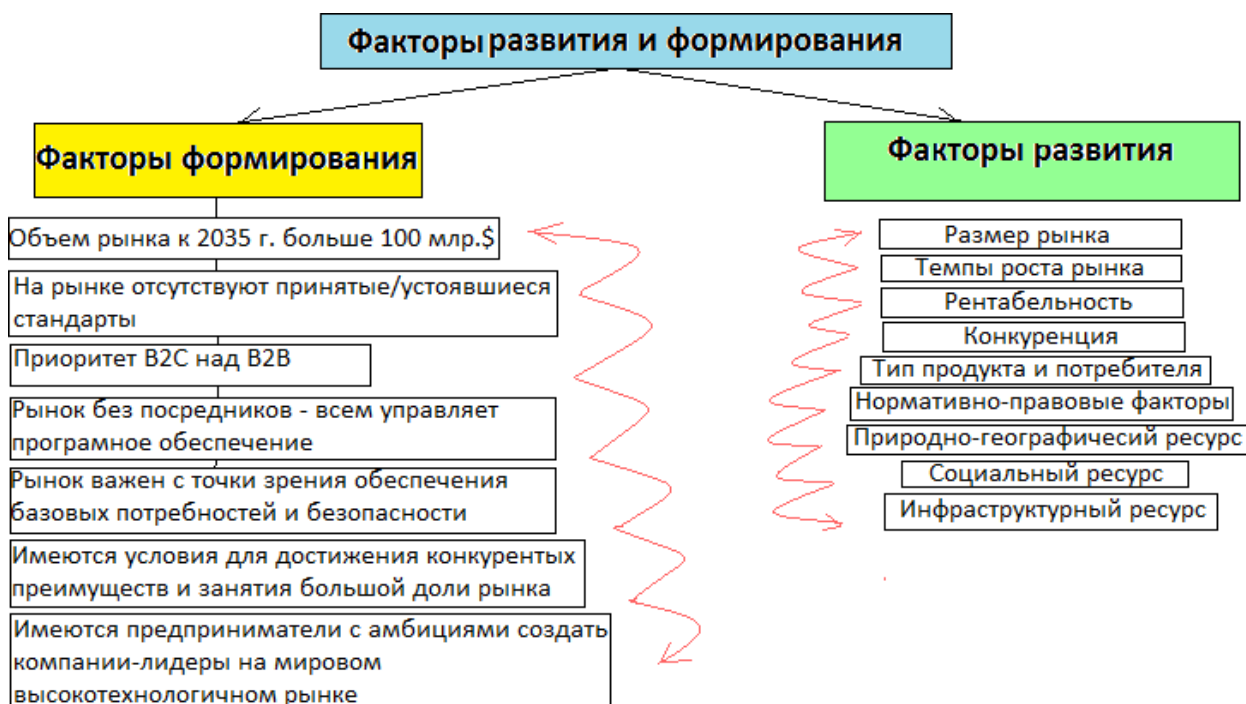 Факторы развития и формирования
Факторы формирования
Объем рынка к 2035 г. больше 100 млр.$
На рынке отсутствуют принятые/устоявшиеся
стандарты
Приоритет B2C над B2B
Рынок без посредников - всем управляет
програмное обеспечение
Рынок важен с точки зрения обеспечения
базовых потребностей и безопасности
Имеются условия для достижения конкурентых
преимуществ и занятия большой доли рынка
Имеются предприниматели с амбициями создать
компании-лидеры на мировом
высокотехнологичном рынке
Факторы развития
Размер рынка
Темпы роста рынка
Рентабельность
Конкуренция
Тип продукта и потребителя
Нормативно-правовые факторы
Природно-географичесий ресурс
Социальный ресурс
Инфраструктурный ресурс